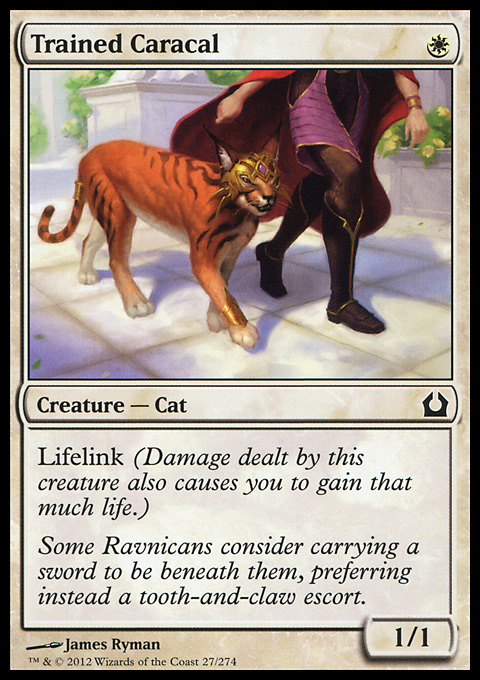 Trained Caracal
Creature — Cat
Lifelink (Damage dealt by this
creature also causes you to gain that
much life.)
Some Ravnicans consider carrying a
sword to be beneath them, preferring
instead a tooth-and-claw escort.
James Ryman
1/1
™ & © 2012 Wizards of the Coast 27/274